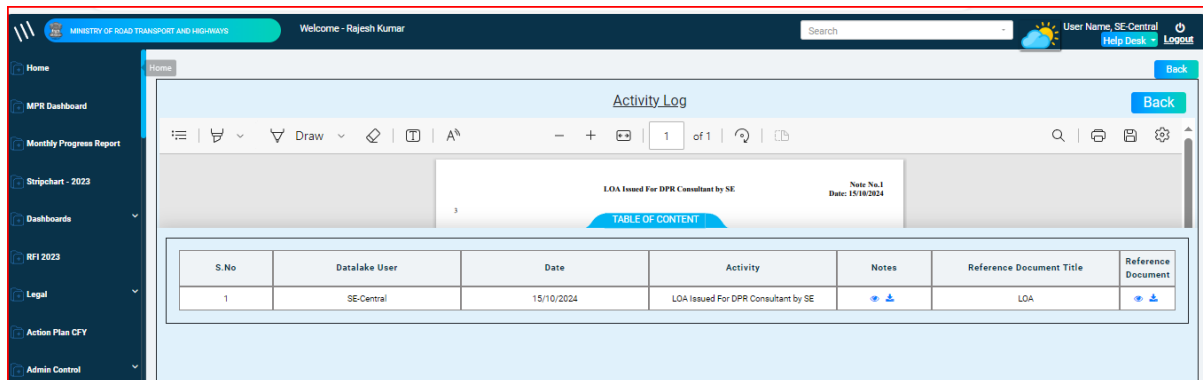 MINISTRY OF ROAD TRANSPORT AND HIGHWAYS
Welcome - Rajesh Kumar
Search
User Name, SE-Central
Help Desk
Logout
Home
Home
Back
MPR Dashboard
Monthly Progress Report
Stripchart - 2023
Dashboards
RFI 2023
Legal
Action Plan CFY
Admin Control
Activity Log
Back
Draw
1 of 1
LOA Issued For DPR Consultant by SE
Note No.1
Date: 15/10/2024
3
TABLE OF CONTENT
S.No Datalake User Date Activity Notes Reference Document Title Reference Document
1 SE-Central 15/10/2024 LOA Issued For DPR Consultant by SE LOA